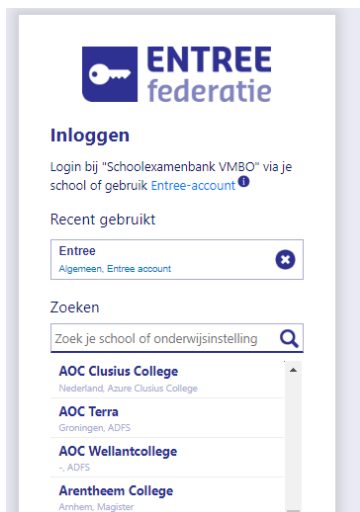 ENTREE
federatie
Inloggen
Login bij "Schoolexamenbank VMBO" via je
school of gebruik Entree-account
Recent gebruikt
Entree
Algemeen, Entree account
Zoeken
Zoek je school of onderwijsinstelling
AOC Clusius College
Nederland, Azure Clusius College
AOC Terra
Groningen, ADFS
AOC Wellantcollege
-, ADFS
Arentheem College
Arnhem, Magister